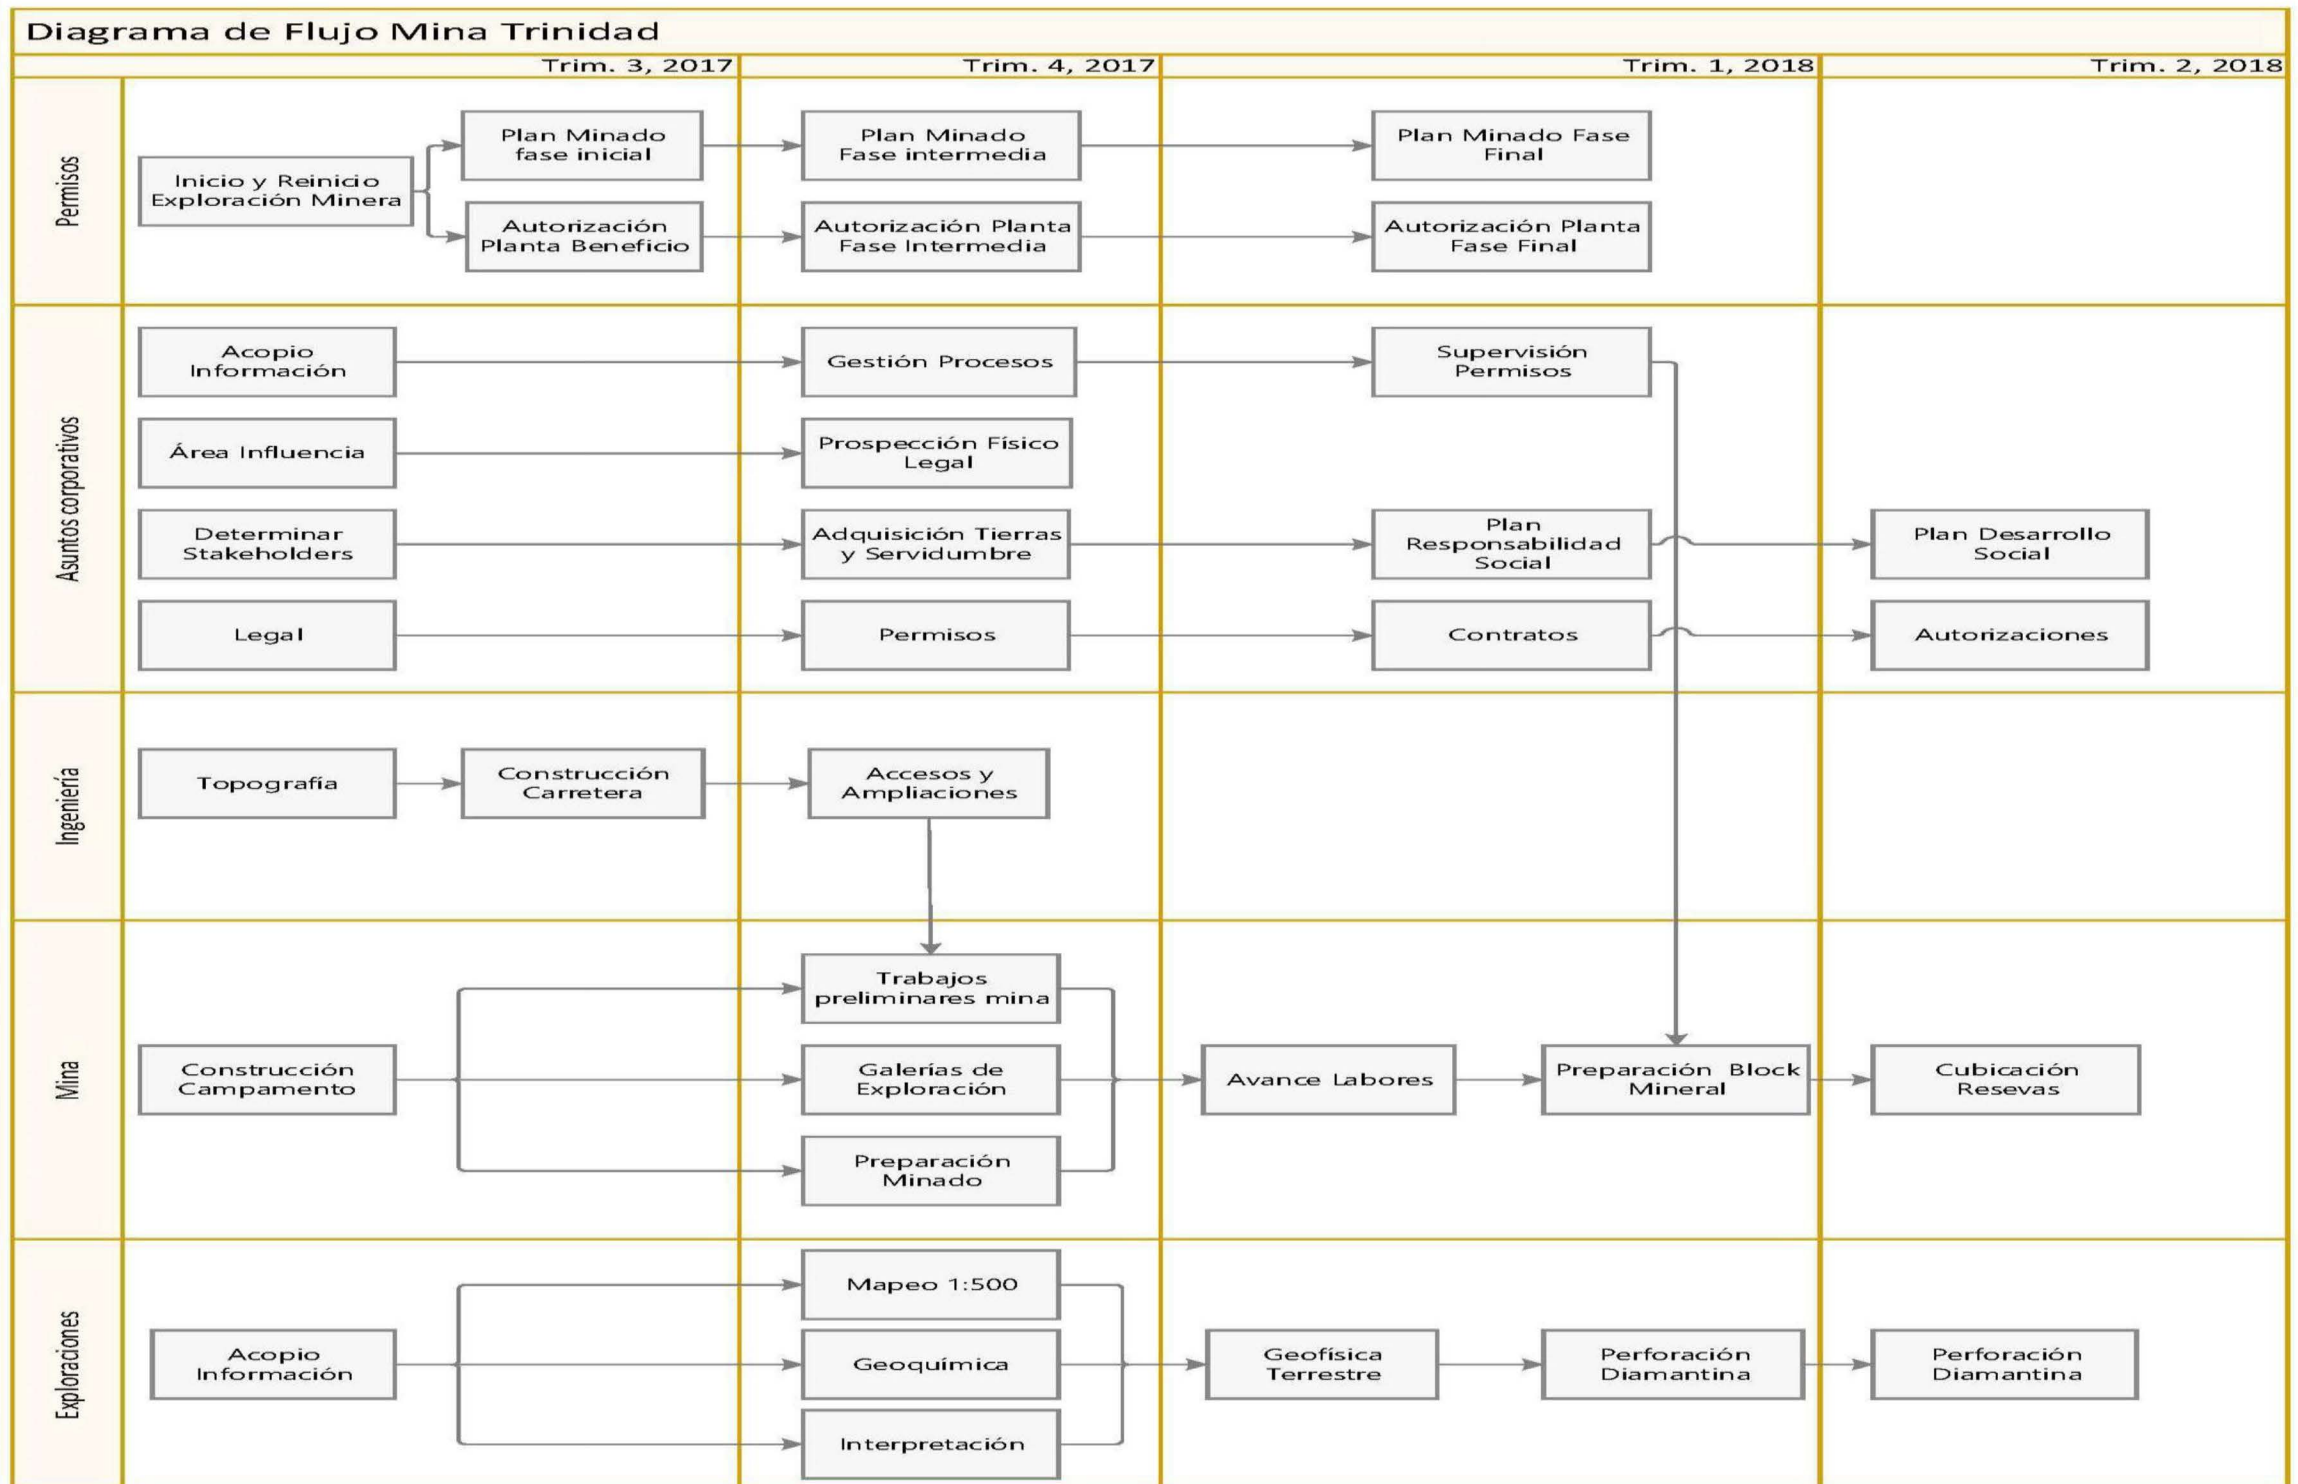 Diagrama de Flujo Mina Trinidad
Trim. 3, 2017
Trim. 4, 2017
Trim. 1, 2018
Trim. 2, 2018
Permisos
Inicio y Reinicio
Exploración Minera
Plan Minado
fase inicial
Plan Minado
Fase intermedia
Plan Minado Fase
Final
Autorización
Planta Beneficio
Autorización Planta
Fase Intermedia
Autorización Planta
Fase Final
Asuntos corporativos
Acopio
Información
Gestión Procesos
Supervisión
Permisos
Área Influencia
Prospección Físico
Legal
Determinar
Stakeholders
Adquisición Tierras
y Servidumbre
Plan
Responsabilidad
Social
Plan Desarrollo
Social
Legal
Permisos
Contratos
Autorizaciones
Ingeniería
Topografía
Construcción
Carretera
Accesos y
Ampliaciones
Mina
Construcción
Campamento
Trabajos
preliminares mina
Galerías de
Exploración
Preparación
Minado
Avance Labores
Preparación Block
Mineral
Cubicación
Resevas
Exploraciones
Acopio
Información
Mapeo 1:500
Geoquímica
Interpretación
Geofísica
Terrestre
Perforación
Diamantina
Perforación
Diamantina